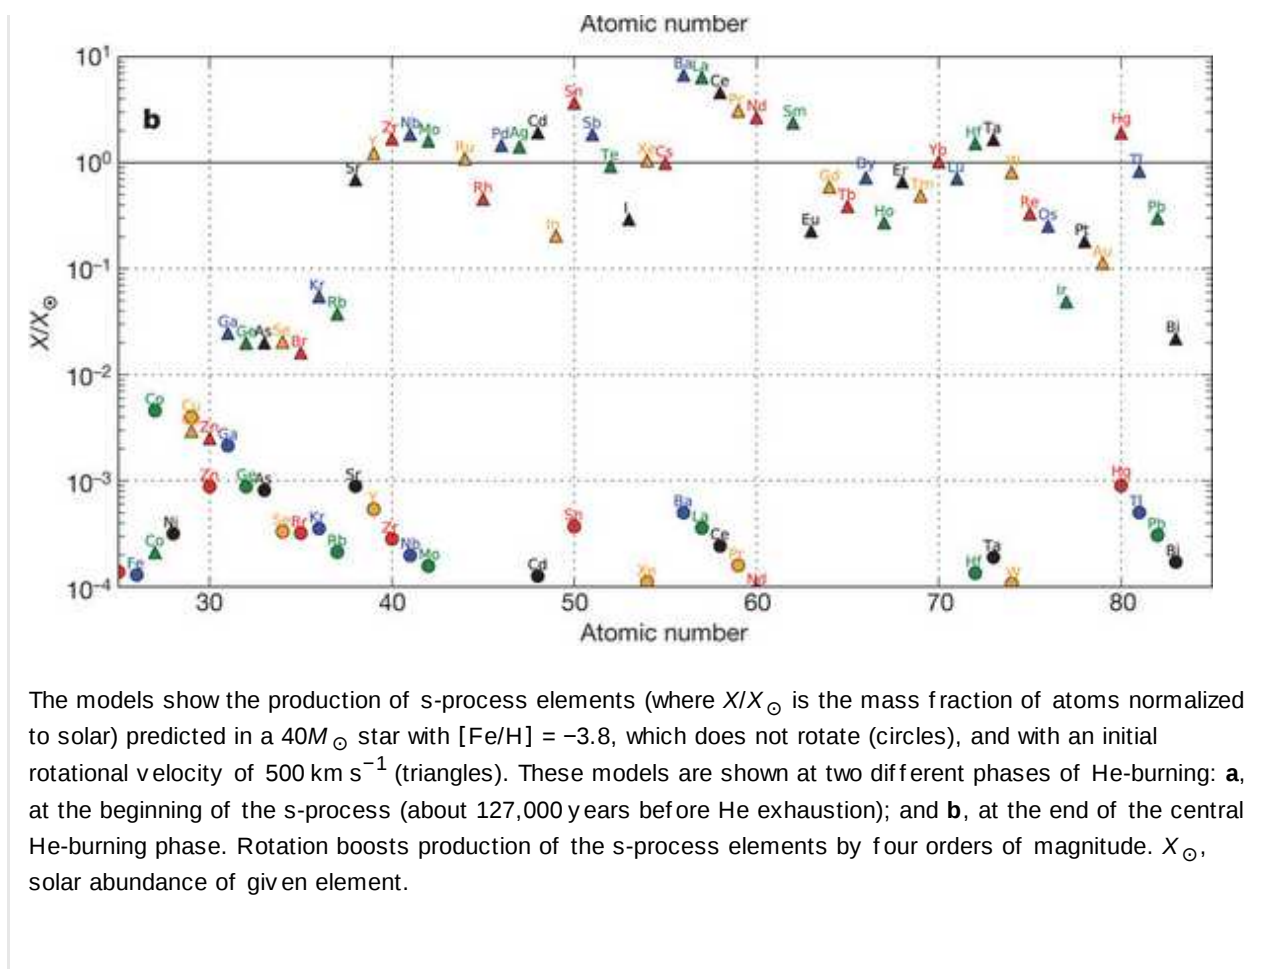 Atomic number
10¹
b
Ba La Ce Pr Nd
Sn Sm Hg
Y Zr Nb Mo Ru Pd Ag Cd Sb Te Xe Cs Hf Ta
10⁰
Sr Rh In I Eu Gd Tb Dy Ho Er Tm Yb Lu W Re Os Ir Pt Au Tl Pb Bi
10⁻¹
X/X☉
Kr Rb
Ga Ge As Se Br
10⁻²
Co Cu Zn Ga
10⁻³
Zn Ge As Sr Y Hg Tl Pb Bi
Fe Co Ni Se Br Kr Rb Zr Nb Mo Cd Sn Xe Ba La Ce Pr Nd Hf Ta W
10⁻⁴
30 40 50 60 70 80
Atomic number
The models show the production of s-process elements (where X/X☉ is the mass fraction of atoms normalized
to solar) predicted in a 40M☉ star with [Fe/H] = −3.8, which does not rotate (circles), and with an initial
rotational velocity of 500 km s⁻¹ (triangles). These models are shown at two different phases of He-burning: a,
at the beginning of the s-process (about 127,000 years before He exhaustion); and b, at the end of the central
He-burning phase. Rotation boosts production of the s-process elements by four orders of magnitude. X☉,
solar abundance of given element.